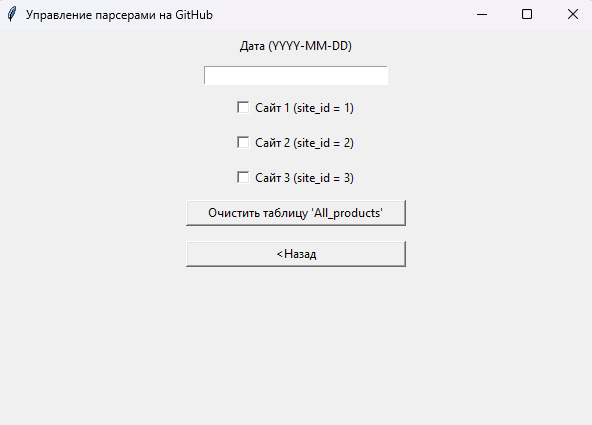 Управление парсерами на GitHub
Дата (YYYY-MM-DD)
Сайт 1 (site_id = 1)
Сайт 2 (site_id = 2)
Сайт 3 (site_id = 3)
Очистить таблицу 'All_products'
<Назад